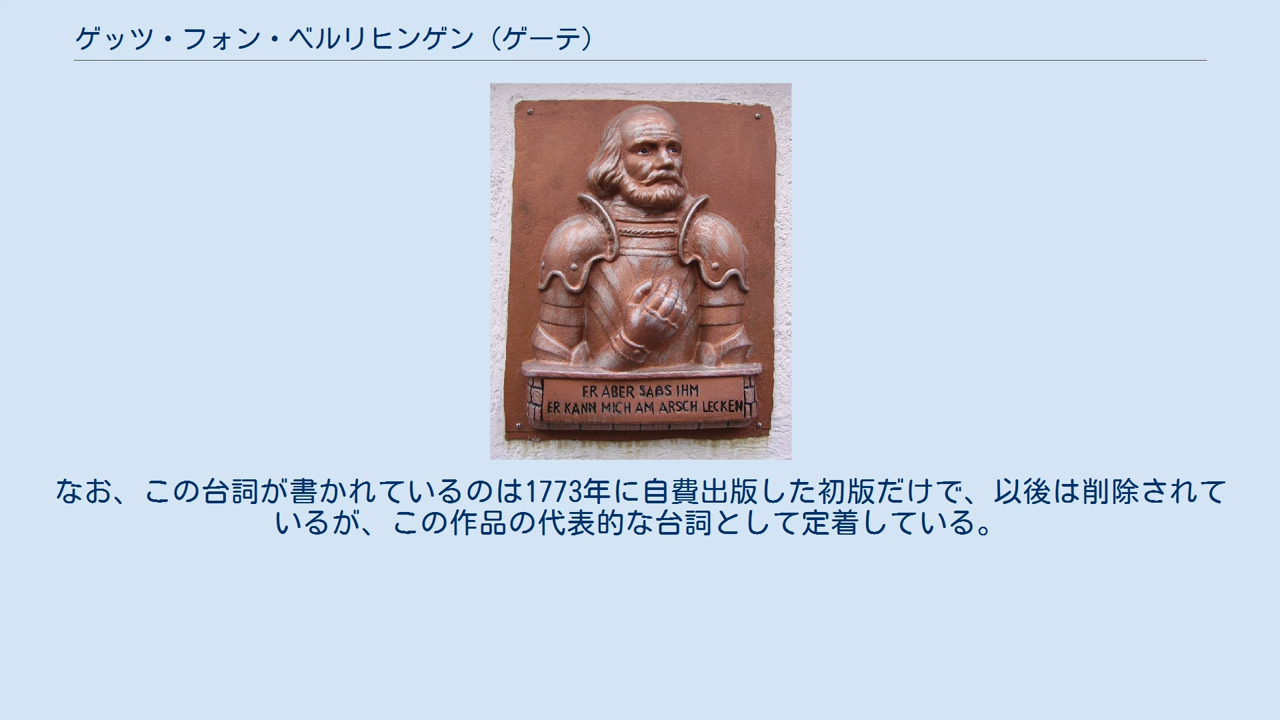 ゲッツ・フォン・ベルリヒンゲン（ゲーテ）
ER ABER SAGS IHM
ER KANN MICH AM ARSCH LECKEN
なお、この台詞が書かれているのは1773年に自費出版した初版だけで、以後は削除されて
いるが、この作品の代表的な台詞として定着している。